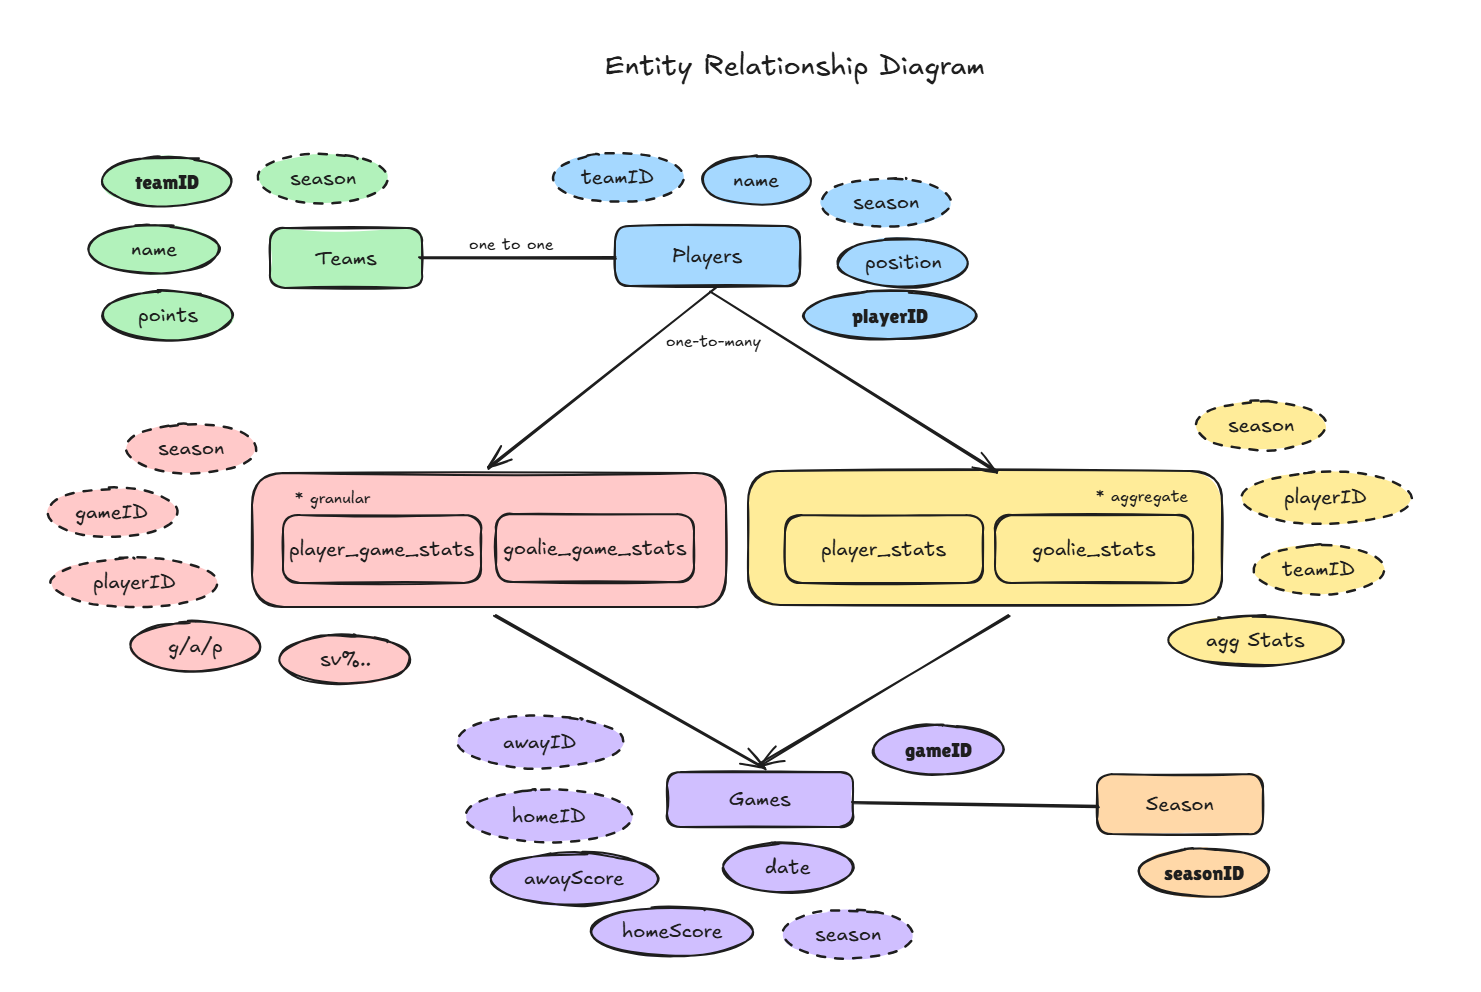 Entity Relationship Diagram
teamID
season
name
points
Teams
one to one
teamID
name
season
Players
position
playerID
one-to-many
season
gameID
playerID
g/a/p
sv%..
* granular
player_game_stats
goalie_game_stats
* aggregate
player_stats
goalie_stats
season
playerID
teamID
agg Stats
awayID
homeID
awayScore
homeScore
Games
gameID
date
season
Season
seasonID